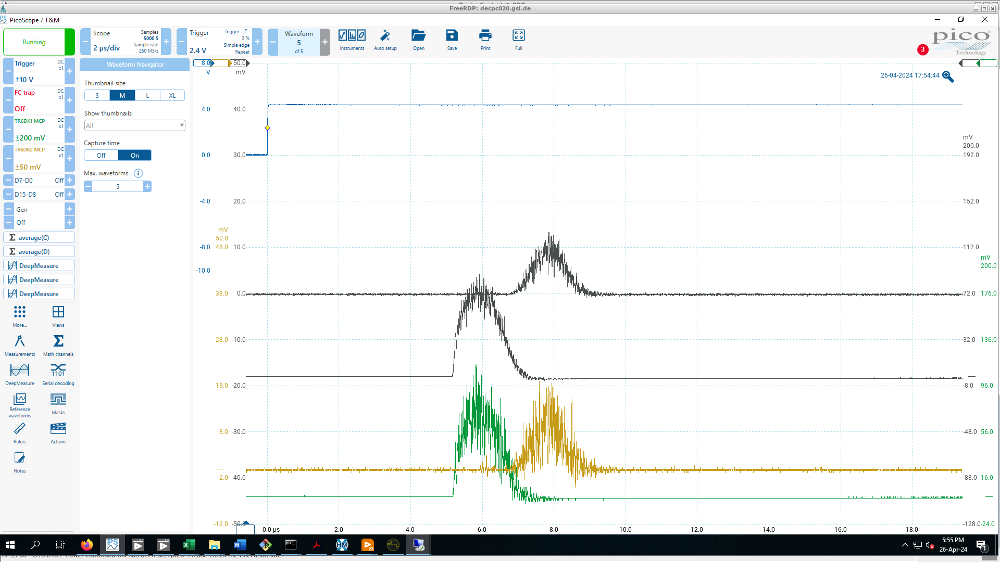 FreeRDP: decpc020.gsi.de
PicoScope 7 T&M
Running
Scope
2 µs/div
Samples
5000 S
Sample rate
250 MS/s
Trigger
2.4 V
Trigger
3 %
Simple edge
Repeat
Waveform
5
of 5
Instruments
Auto setup
Open
Save
Print
Full
3
pico
Technology
Trigger
DC
x1
±10 V
FC trap
DC
x1
Off
TR6DK1 MCP
DC
x1
±200 mV
TR6DK2 MCP
DC
x1
±50 mV
D7-D0 Off
D15-D8 Off
Gen
Off
Σ average(C)
Σ average(D)
DeepMeasure
DeepMeasure
DeepMeasure
More...
Views
Measurements
Math channels
DeepMeasure
1101
Serial decoding
Reference
waveforms
Masks
Rulers
Actions
Notes
Waveform Navigator
Thumbnail size
S M L XL
Show thumbnails
All
Capture time
Off On
Max. waveforms
5
8.0
V
4.0
0.0
-4.0
-8.0
-10.0
mV
50.0
48.0
38.0
28.0
18.0
8.0
-2.0
-12.0
50.0
mV
40.0
30.0
20.0
10.0
0.0
-10.0
-20.0
-30.0
-40.0
-50.0
26-04-2024 17:54:44
mV
200.0
192.0
152.0
112.0
72.0
32.0
-8.0
-48.0
-88.0
-128.0
mV
200.0
176.0
136.0
96.0
56.0
16.0
-24.0
0.0 µs 2.0 4.0 6.0 8.0 10.0 12.0 14.0 16.0 18.0
5:55 PM
26-Apr-24
1